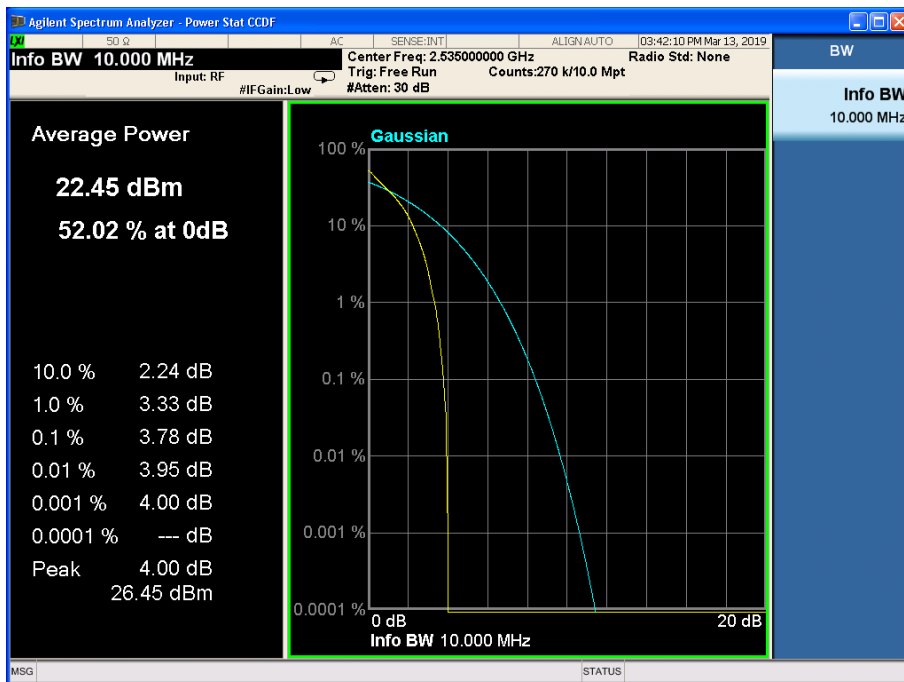 Agilent Spectrum Analyzer - Power Stat CCDF
LXI 50 Ω AC SENSE:INT ALIGN AUTO 03:42:10 PM Mar 13, 2019
Info BW 10.000 MHz
Input: RF
#IFGain:Low
Center Freq: 2.535000000 GHz Radio Std: None
Trig: Free Run Counts:270 k/10.0 Mpt
#Atten: 30 dB
BW
Info BW
10.000 MHz
Average Power
22.45 dBm
52.02 % at 0dB
10.0 % 2.24 dB
1.0 % 3.33 dB
0.1 % 3.78 dB
0.01 % 3.95 dB
0.001 % 4.00 dB
0.0001 % --- dB
Peak 4.00 dB
26.45 dBm
Gaussian
100 %
10 %
1 %
0.1 %
0.01 %
0.001 %
0.0001 %
0 dB 20 dB
Info BW 10.000 MHz
MSG STATUS